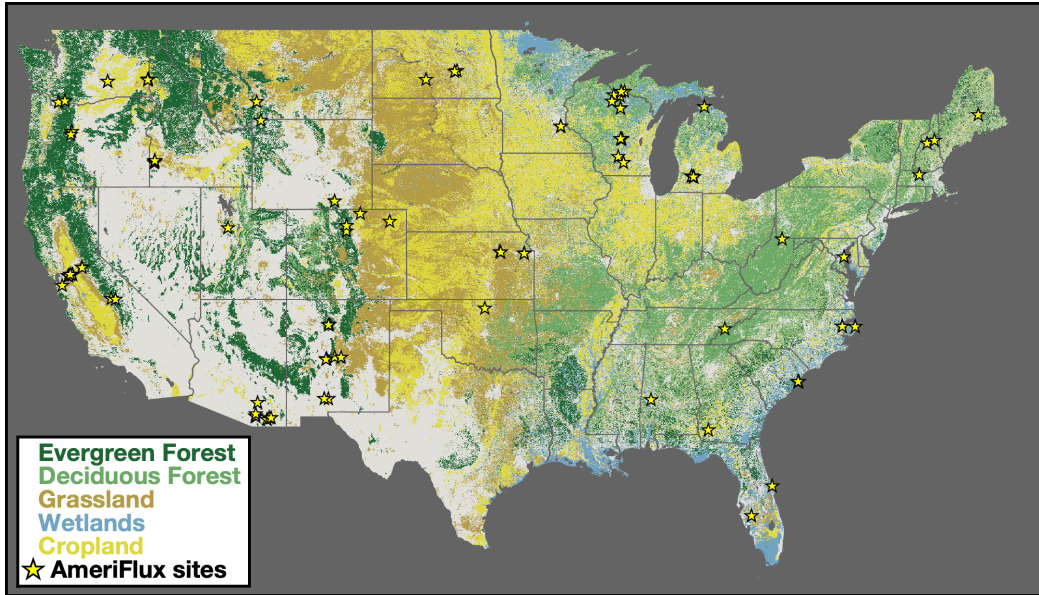 Evergreen Forest
Deciduous Forest
Grassland
Wetlands
Cropland
AmeriFlux sites